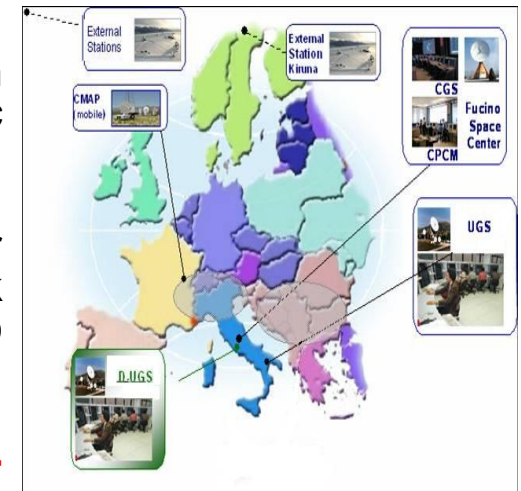 External
Stations
External
Station
Kiruna
CMAP
(mobile)
CGS
Fucino
Space
Center
CPCM
UGS
D-UGS